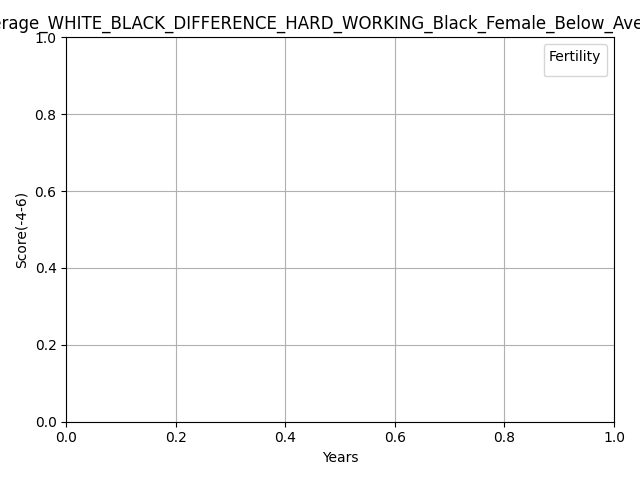 erage_WHITE_BLACK_DIFFERENCE_HARD_WORKING_Black_Female_Below_Ave
Fertility
1.0
0.8
0.6
0.4
0.2
0.0
Score(-4-6)
0.0 0.2 0.4 0.6 0.8 1.0
Years